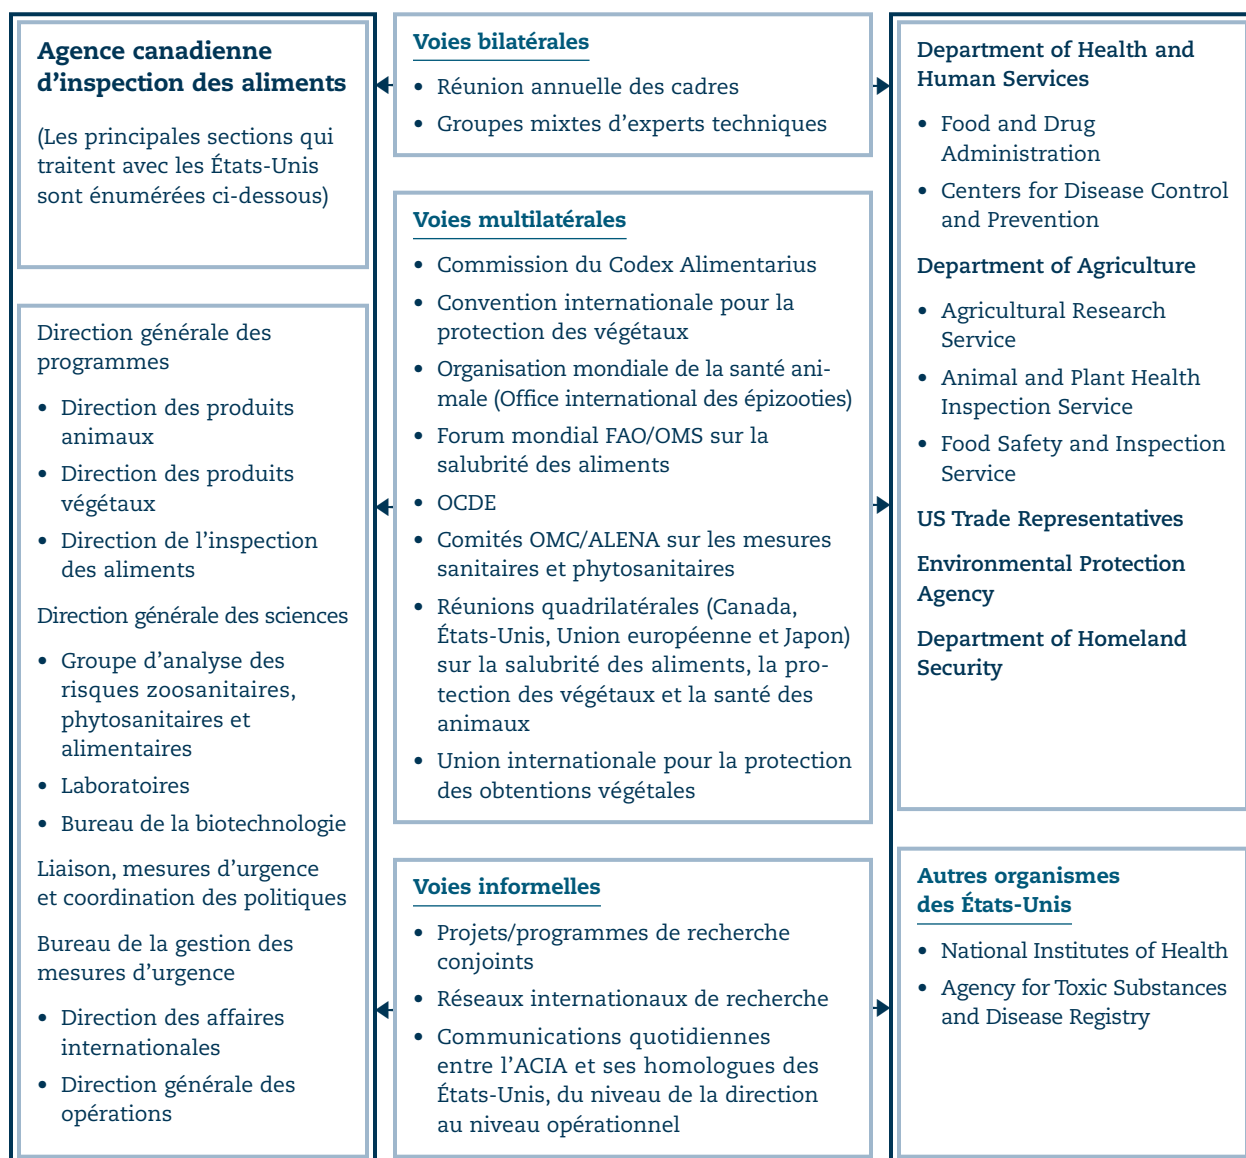 Agence canadienne
d'inspection des aliments
(Les principales sections qui
traitent avec les États-Unis
sont énumérées ci-dessous)
Direction générale des
programmes
• Direction des produits
animaux
• Direction des produits
végétaux
• Direction de l'inspection
des aliments
Direction générale des sciences
• Groupe d'analyse des
risques zoosanitaires,
phytosanitaires et
alimentaires
• Laboratoires
• Bureau de la biotechnologie
Liaison, mesures d'urgence
et coordination des politiques
Bureau de la gestion des
mesures d'urgence
• Direction des affaires
internationales
• Direction générale des
opérations
Voies bilatérales
• Réunion annuelle des cadres
• Groupes mixtes d'experts techniques
Voies multilatérales
• Commission du Codex Alimentarius
• Convention internationale pour la
protection des végétaux
• Organisation mondiale de la santé ani-
male (Office international des épizooties)
• Forum mondial FAO/OMS sur la
salubrité des aliments
• OCDE
• Comités OMC/ALENA sur les mesures
sanitaires et phytosanitaires
• Réunions quadrilatérales (Canada,
États-Unis, Union européenne et Japon)
sur la salubrité des aliments, la pro-
tection des végétaux et la santé des
animaux
• Union internationale pour la protection
des obtentions végétales
Voies informelles
• Projets/programmes de recherche
conjoints
• Réseaux internationaux de recherche
• Communications quotidiennes
entre l'ACIA et ses homologues des
États-Unis, du niveau de la direction
au niveau opérationnel
Department of Health and
Human Services
• Food and Drug
Administration
• Centers for Disease Control
and Prevention
Department of Agriculture
• Agricultural Research
Service
• Animal and Plant Health
Inspection Service
• Food Safety and Inspection
Service
US Trade Representatives
Environmental Protection
Agency
Department of Homeland
Security
Autres organismes
des États-Unis
• National Institutes of Health
• Agency for Toxic Substances
and Disease Registry